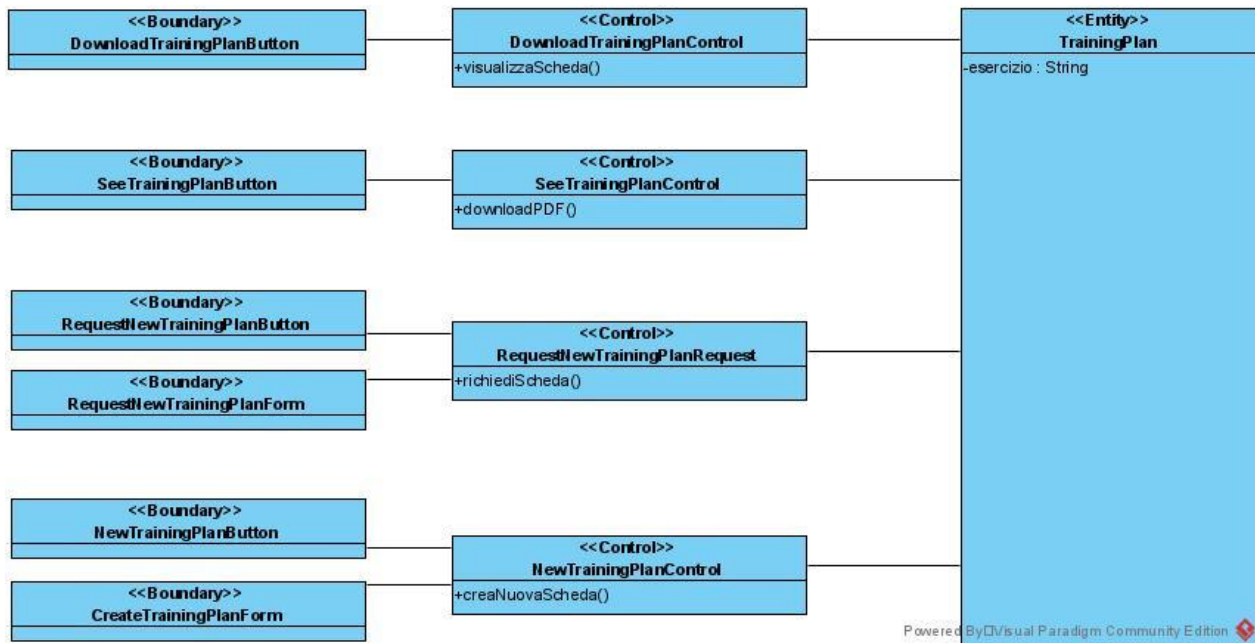 <<Boundary>>
DownloadTrainingPlanButton
<<Control>>
DownloadTrainingPlanControl
+visualizzaScheda()
<<Entity>>
TrainingPlan
-esercizio : String
<<Boundary>>
SeeTrainingPlanButton
<<Control>>
SeeTrainingPlanControl
+downloadPDF()
<<Boundary>>
RequestNewTrainingPlanButton
<<Boundary>>
RequestNewTrainingPlanForm
<<Control>>
RequestNewTrainingPlanRequest
+richiediScheda()
<<Boundary>>
NewTrainingPlanButton
<<Boundary>>
CreateTrainingPlanForm
<<Control>>
NewTrainingPlanControl
+creaNuovaScheda()
Powered By□Visual Paradigm Community Edition